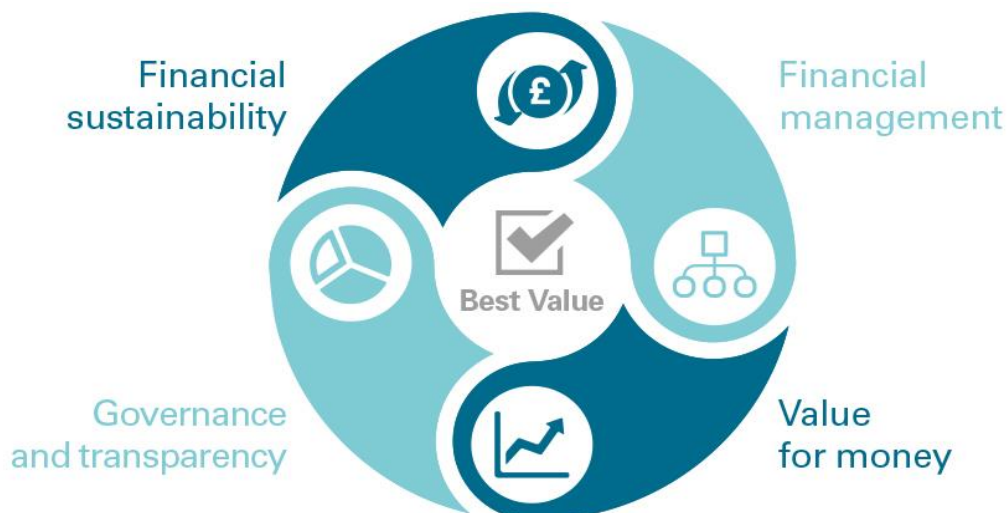 Financial
sustainability
Financial
management
£
Best Value
Governance
and transparency
Value
for money